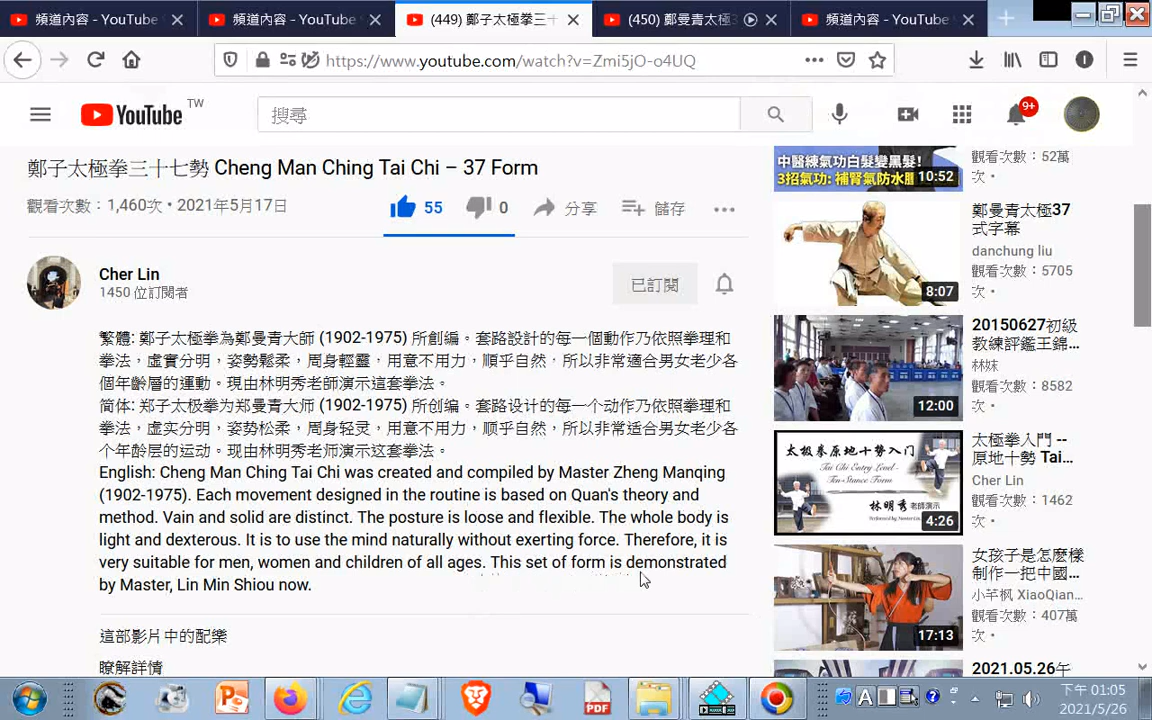 頻道內容 - YouTube
頻道內容 - YouTube
(449) 鄭子太極拳三十
(450) 鄭曼青太極3
頻道內容 - YouTube
https://www.youtube.com/watch?v=Zmi5jO-o4UQ
YouTube TW
搜尋
9+
鄭子太極拳三十七勢 Cheng Man Ching Tai Chi – 37 Form
觀看次數：1,460次 • 2021年5月17日
55
0
分享
儲存
Cher Lin
1450 位訂閱者
已訂閱
繁體: 鄭子太極拳為鄭曼青大師 (1902-1975) 所創編。套路設計的每一個動作乃依照拳理和
拳法，虛實分明，姿勢鬆柔，周身輕靈，用意不用力，順乎自然，所以非常適合男女老少各
個年齡層的運動。現由林明秀老師演示這套拳法。
简体: 郑子太极拳为郑曼青大师 (1902-1975) 所创编。套路设计的每一个动作乃依照拳理和
拳法，虚实分明，姿势松柔，周身轻灵，用意不用力，顺乎自然，所以非常适合男女老少各
个年龄层的运动。现由林明秀老师演示这套拳法。
English: Cheng Man Ching Tai Chi was created and compiled by Master Zheng Manqing
(1902-1975). Each movement designed in the routine is based on Quan's theory and
method. Vain and solid are distinct. The posture is loose and flexible. The whole body is
light and dexterous. It is to use the mind naturally without exerting force. Therefore, it is
very suitable for men, women and children of all ages. This set of form is demonstrated
by Master, Lin Min Shiou now.
這部影片中的配樂
瞭解詳情
中醫練氣功白髮變黑髮!
3招氣功: 補腎氣防水腫
10:52
觀看次數：52萬
次 •
鄭曼青太極37
式字幕
danchung liu
觀看次數：5705
次 •
8:07
20150627初級
教練評鑑王錦...
林妹
觀看次數：8582
次 •
12:00
太极拳原地十势入门
Tai Chi Entry Level -
Ten-Stance Form
林明秀 老師演示
4:26
太極拳入門 --
原地十勢 Tai...
Cher Lin
觀看次數：1462
次 •
女孩子是怎麽樣
制作一把中國...
小芊枫 XiaoQian...
觀看次數：407萬
次 •
17:13
2021.05.26午
PDF
下午 01:05
2021/5/26